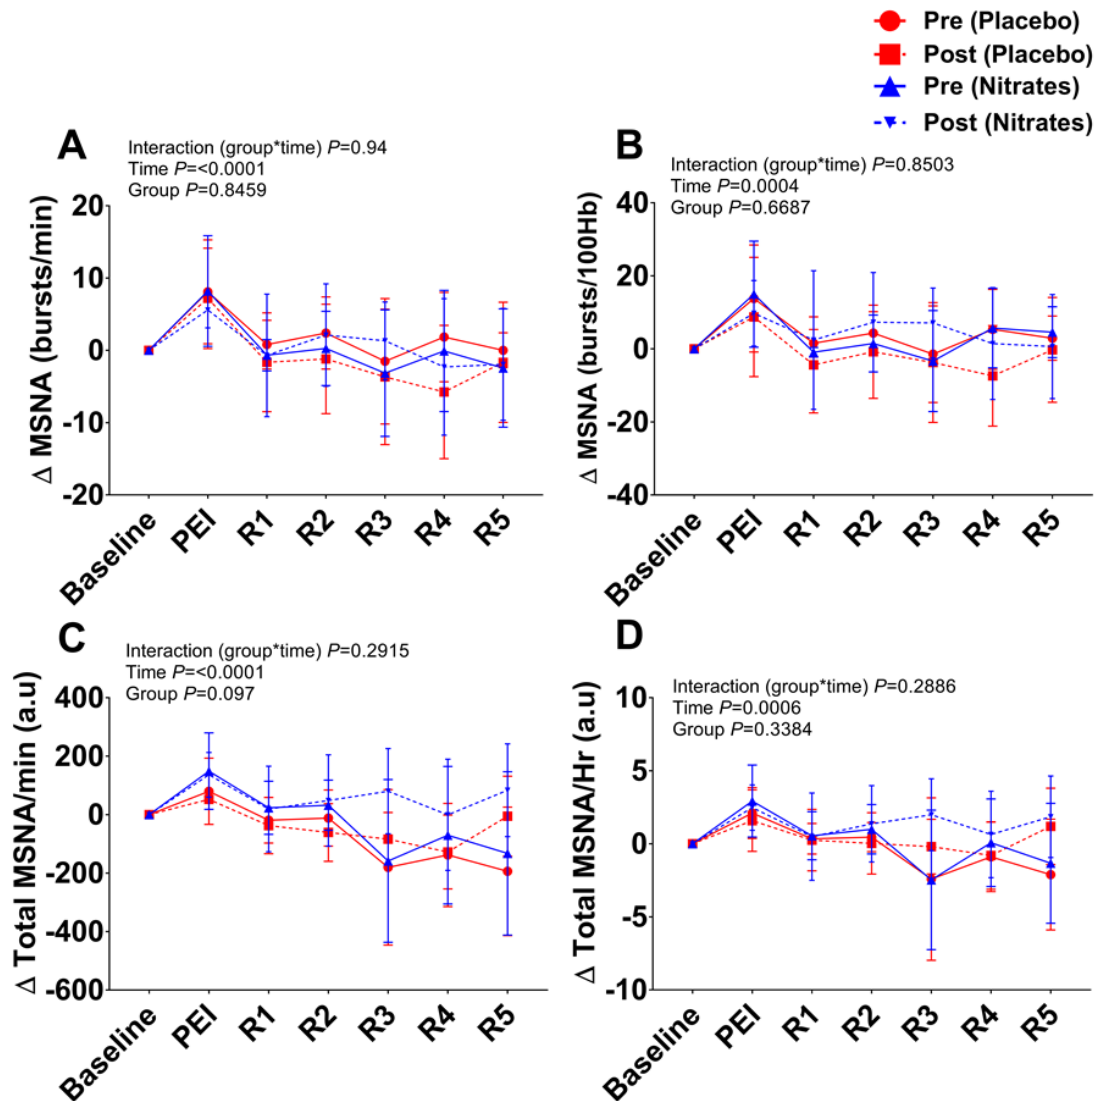 Pre (Placebo)
Post (Placebo)
Pre (Nitrates)
Post (Nitrates)
A
Interaction (group*time) P=0.94
Time P=<0.0001
Group P=0.8459
Δ MSNA (bursts/min)
20
10
0
-10
-20
Baseline
PEI
R1
R2
R3
R4
R5
B
Interaction (group*time) P=0.8503
Time P=0.0004
Group P=0.6687
Δ MSNA (bursts/100Hb)
40
20
0
-20
-40
Baseline
PEI
R1
R2
R3
R4
R5
C
Interaction (group*time) P=0.2915
Time P=<0.0001
Group P=0.097
Δ Total MSNA/min (a.u)
400
200
0
-200
-400
-600
Baseline
PEI
R1
R2
R3
R4
R5
D
Interaction (group*time) P=0.2886
Time P=0.0006
Group P=0.3384
Δ Total MSNA/Hr (a.u)
10
5
0
-5
-10
Baseline
PEI
R1
R2
R3
R4
R5